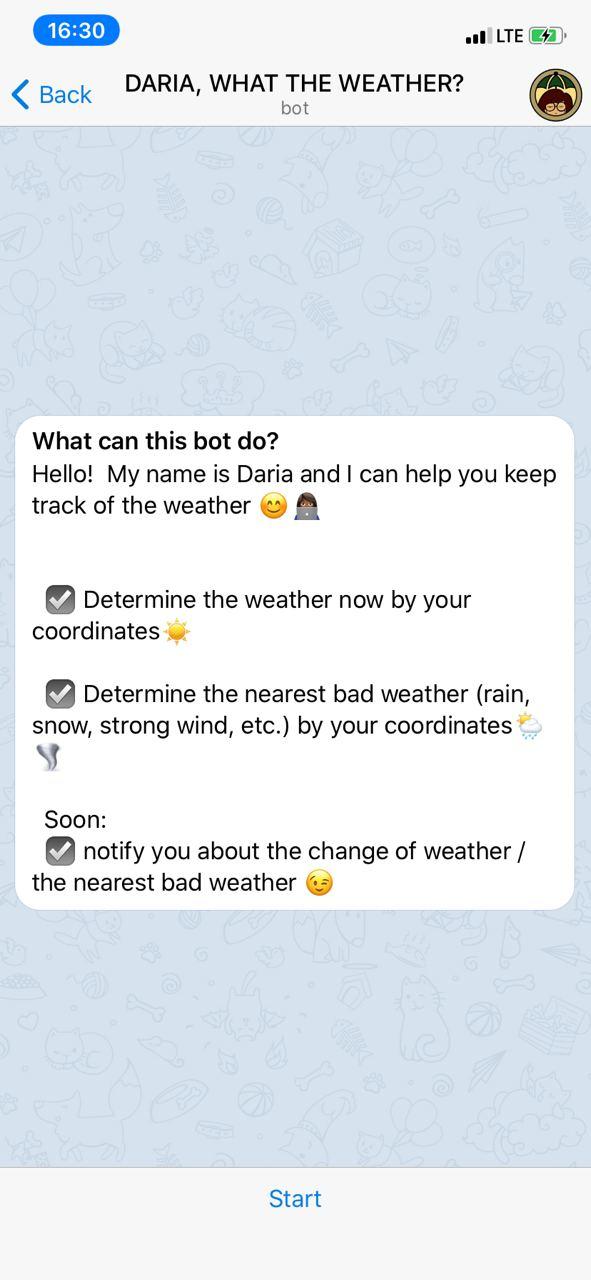 16:30
LTE
Back
DARIA, WHAT THE WEATHER?
bot
What can this bot do?
Hello!  My name is Daria and I can help you keep
track of the weather 😊 👩🏾‍💻
☑️ Determine the weather now by your
coordinates☀️
☑️ Determine the nearest bad weather (rain,
snow, strong wind, etc.) by your coordinates🌦
🌪
Soon:
☑️ notify you about the change of weather /
the nearest bad weather 😉
Start